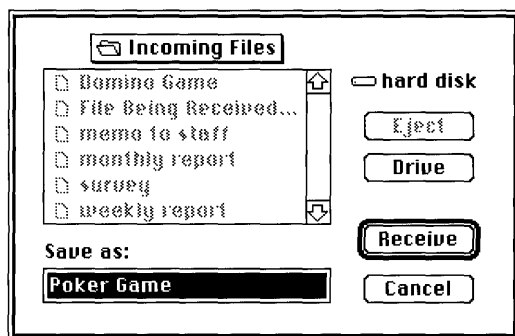 Incoming Files
Domino Game
File Being Received...
memo to staff
monthly report
survey
weekly report
hard disk
Eject
Drive
Save as:
Poker Game
Receive
Cancel